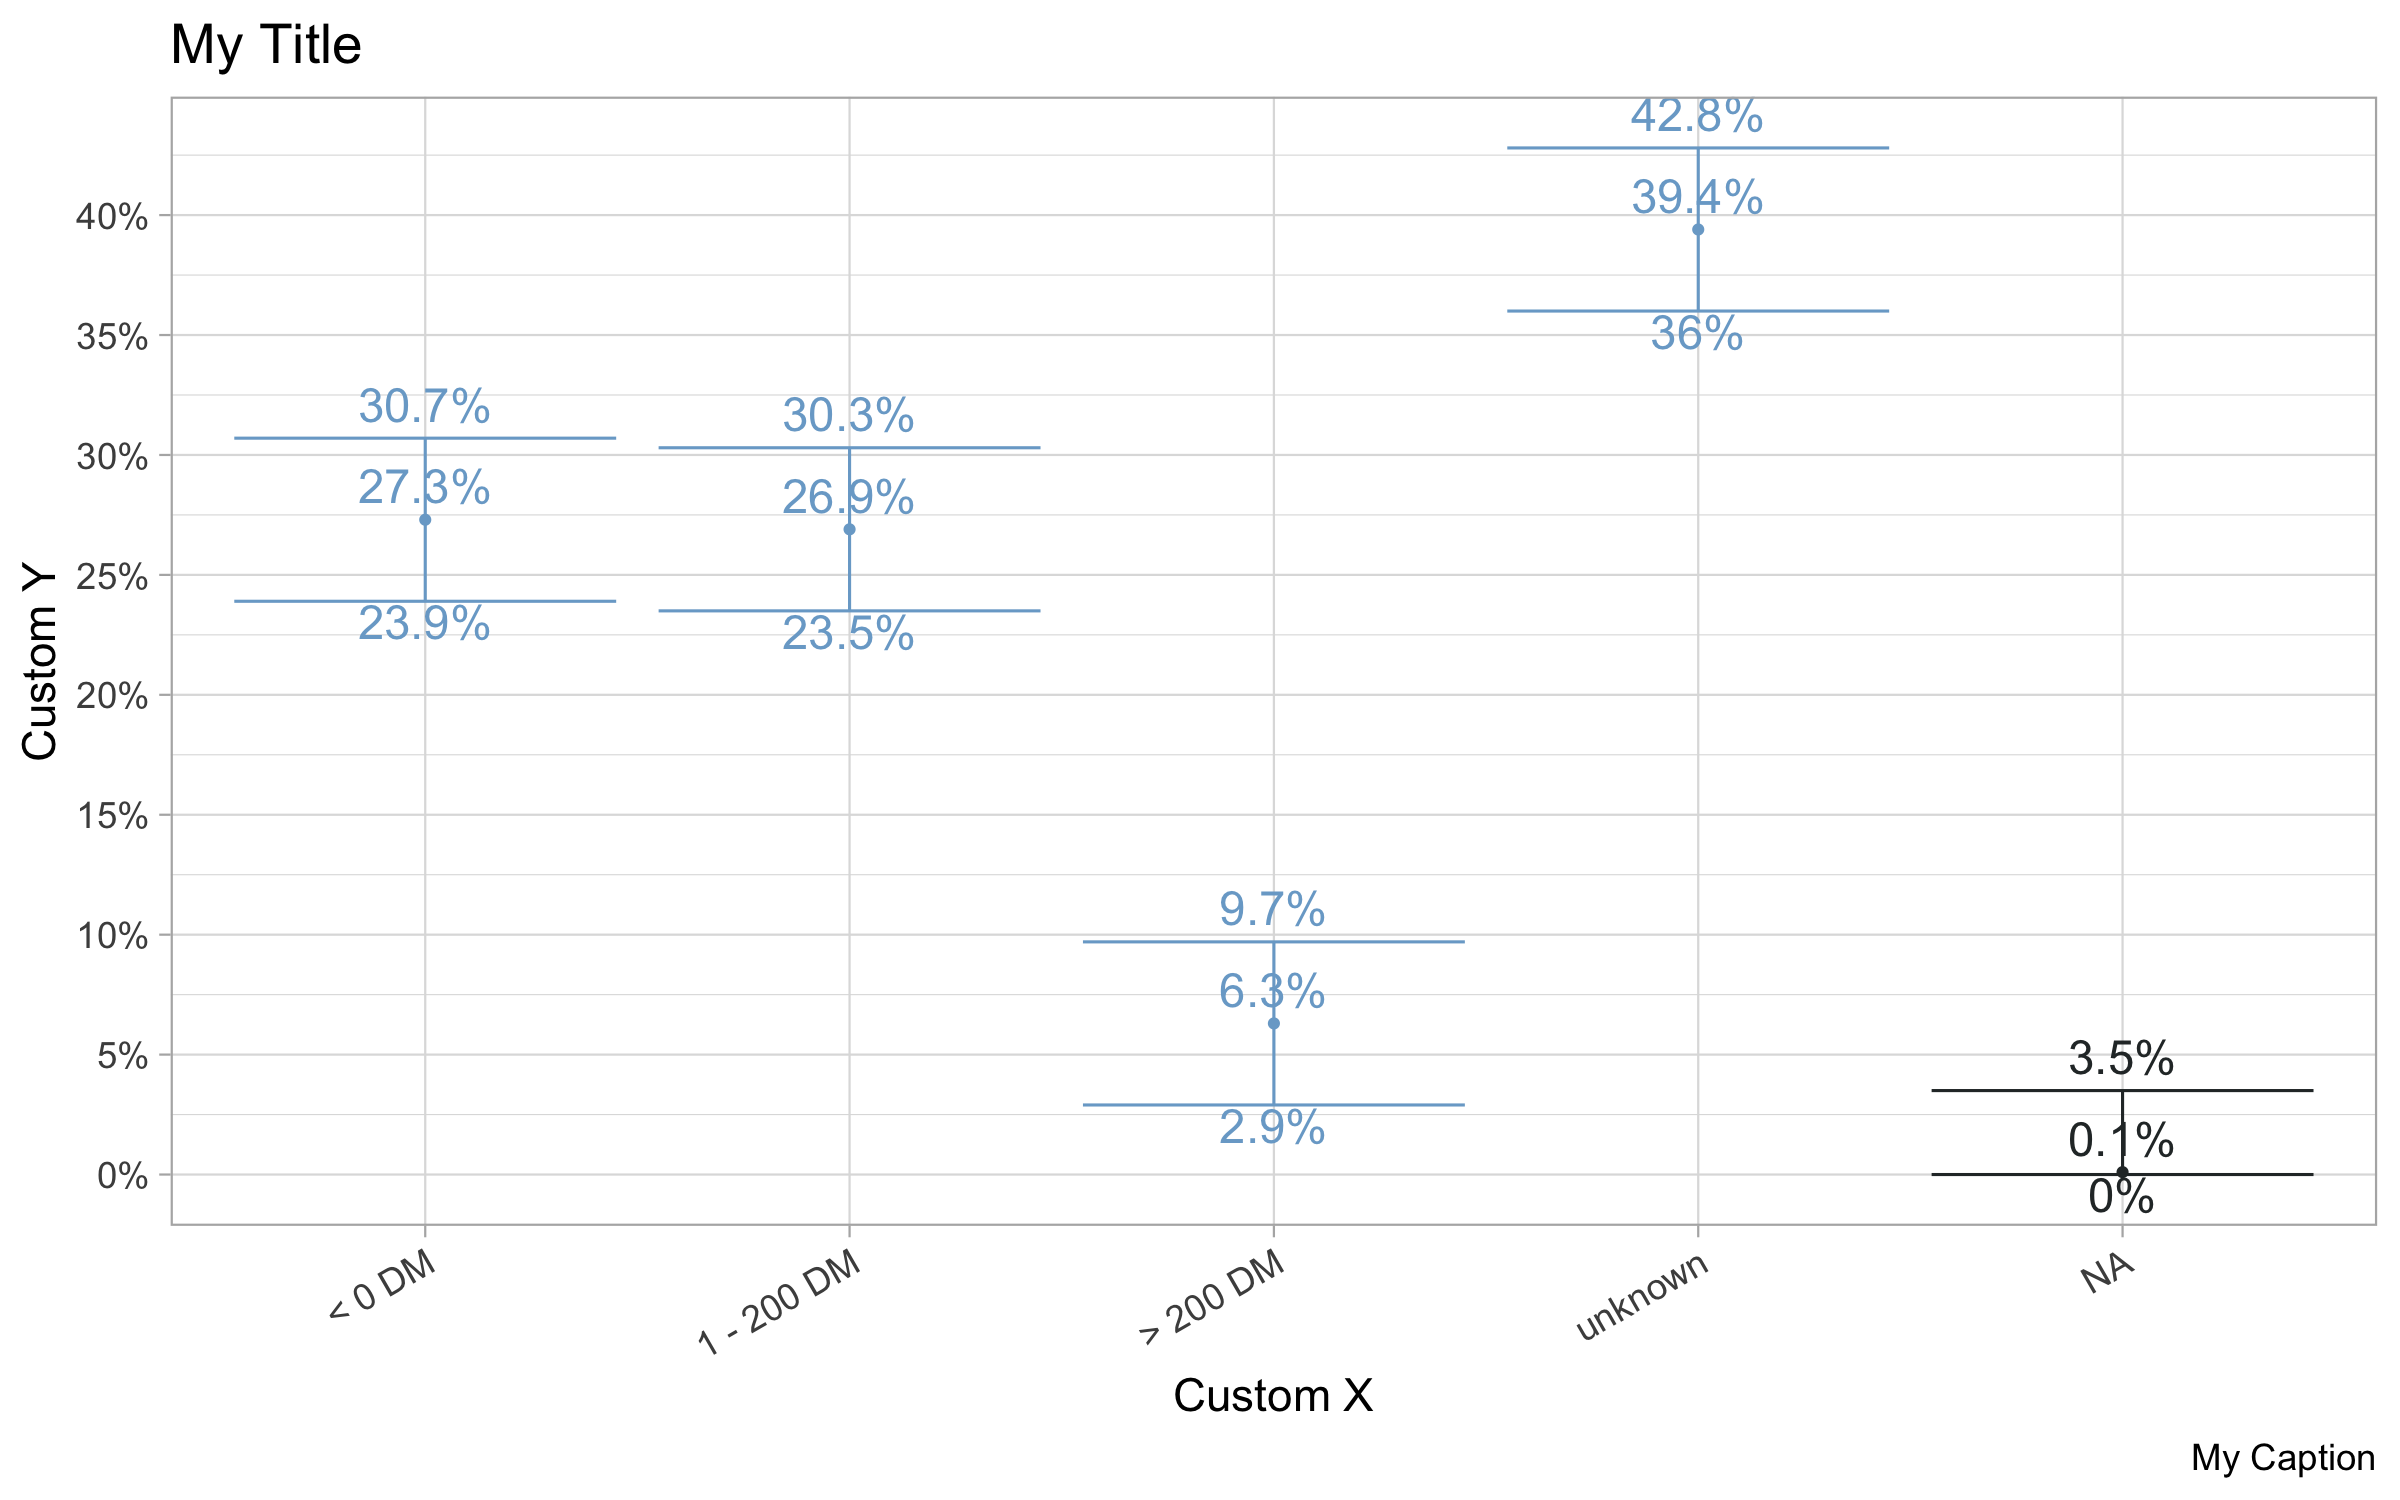 My Title
42.8%
39.4%
36%
30.7%
27.3%
23.9%
30.3%
26.9%
23.5%
9.7%
6.3%
2.9%
3.5%
0.1%
0%
Custom Y
40%
35%
30%
25%
20%
15%
10%
5%
0%
< 0 DM
1 - 200 DM
> 200 DM
unknown
NA
Custom X
My Caption